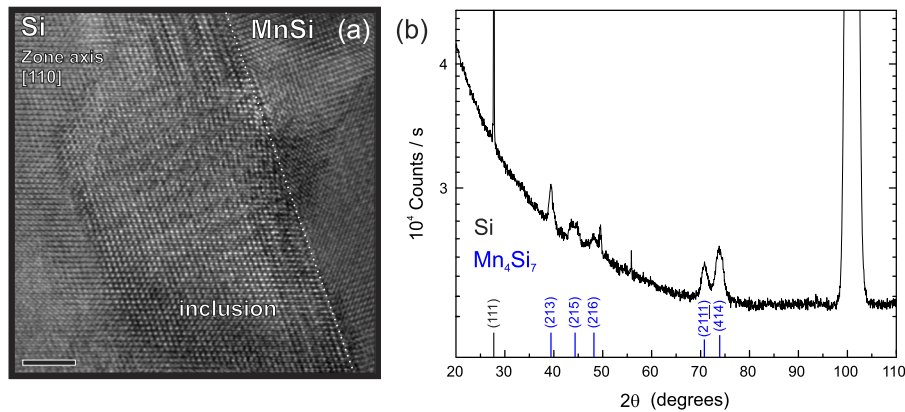 Si
MnSi
(a)
Zone axis
[110]
inclusion
(b)
10⁴ Counts / s
4
3
Si
Mn₄Si₇
(111)
(213)
(215)
(216)
(2111)
(414)
20 30 40 50 60 70 80 90 100 110
2θ (degrees)